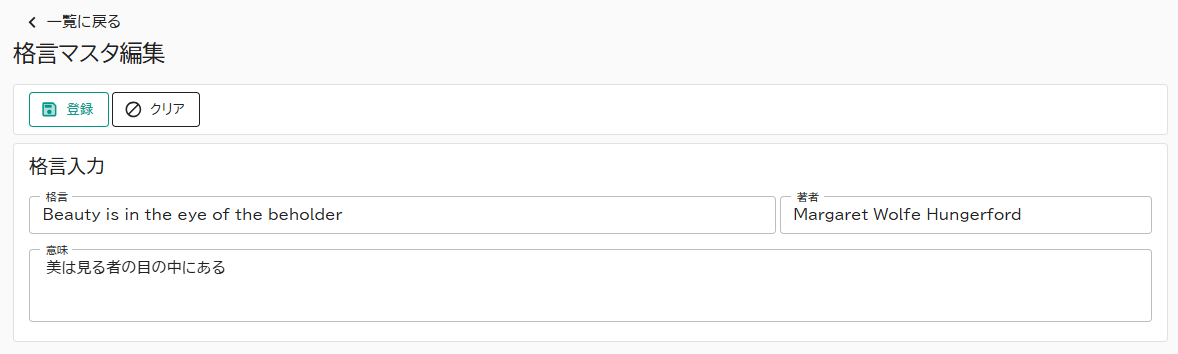 一覧に戻る
格言マスタ編集
登録 クリア
格言入力
格言 著者
Beauty is in the eye of the beholder Margaret Wolfe Hungerford
意味
美は見る者の目の中にある